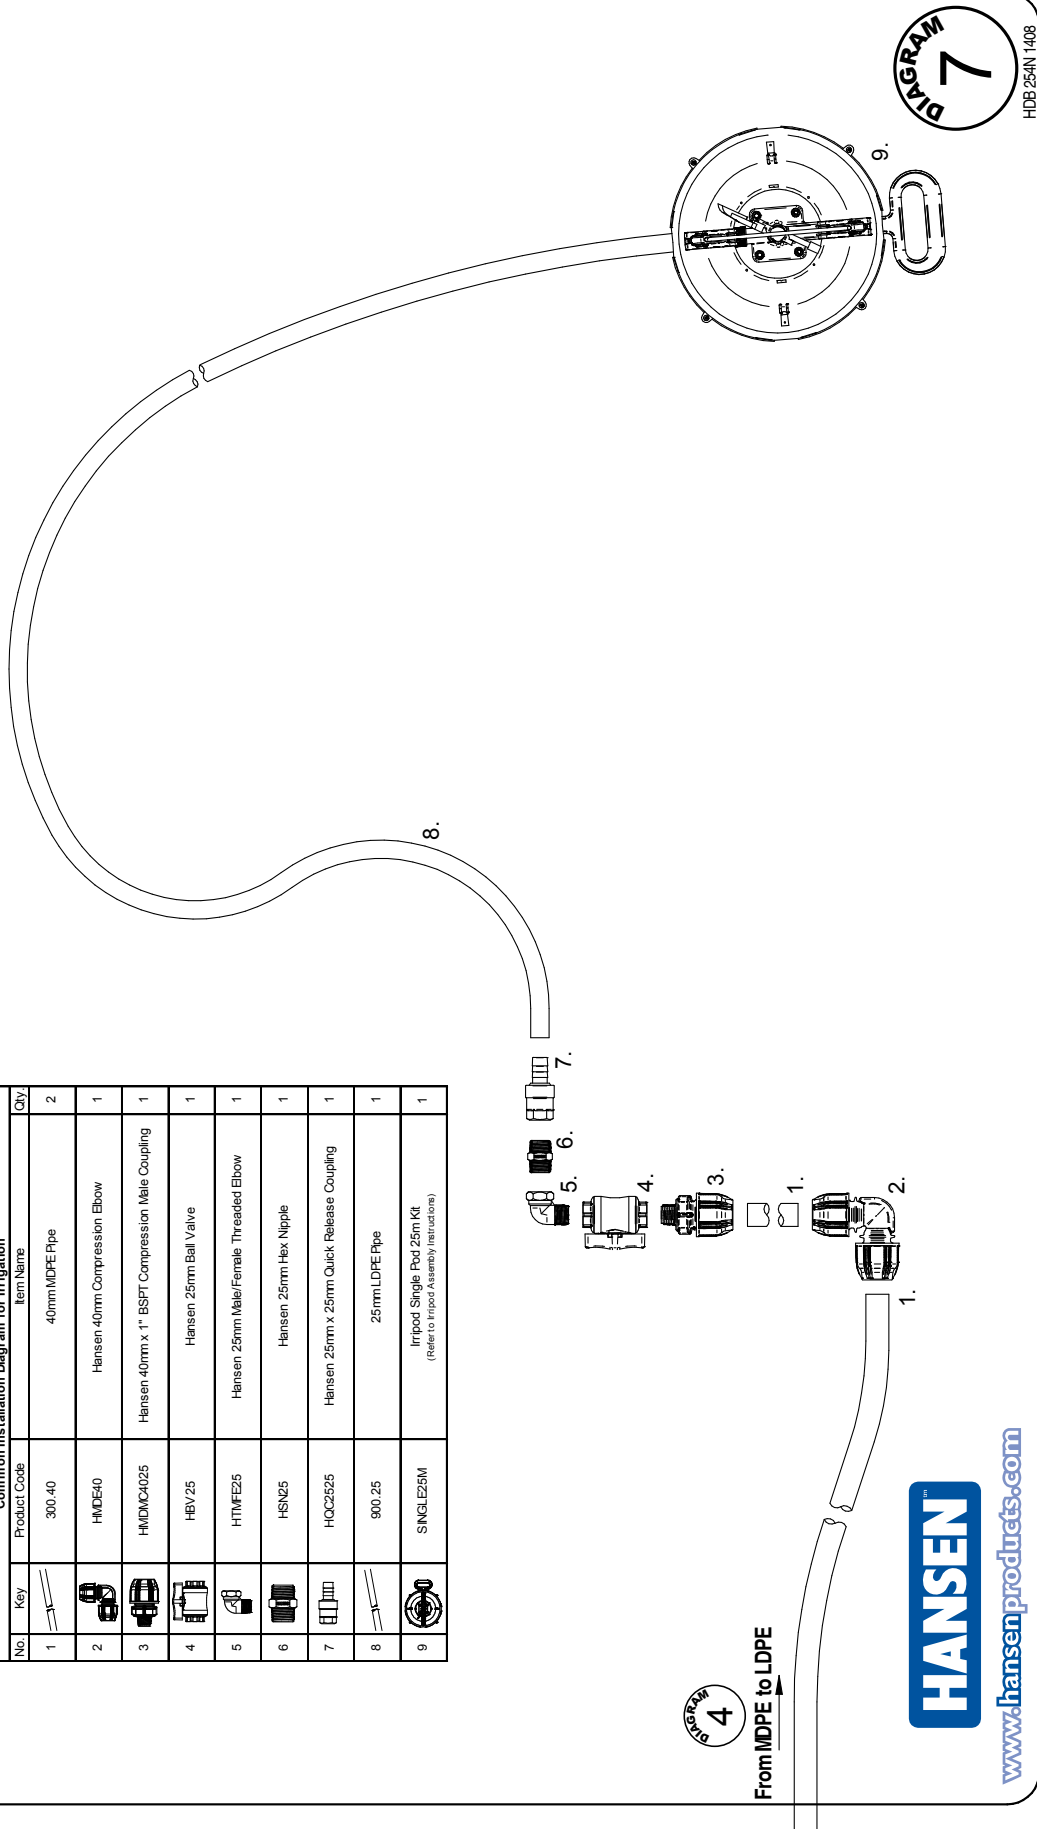 Common Installation Diagram for Irrigation
No. Key Product Code Item Name Qty.
1 300.40 40mm MDPE Pipe 2
2 HMDE40 Hansen 40mm Compression Elbow 1
3 HMDMC4025 Hansen 40mm x 1" BSPT Compression Male Coupling 1
4 HBV25 Hansen 25mm Ball Valve 1
5 HTMFE25 Hansen 25mm Male/Female Threaded Elbow 1
6 HSN25 Hansen 25mm Hex Nipple 1
7 HQC2525 Hansen 25mm x 25mm Quick Release Coupling 1
8 900.25 25mm LDPE Pipe 1
9 SINGLE25M Irripod Single Pod 25m Kit 1
(Refer to Irripod Assembly Instructions)
8.
7.
6.
5.
4.
3.
1.
2.
1.
9.
DIAGRAM
4
From MDPE to LDPE
HANSEN
www.hansenproducts.com
DIAGRAM
7
HDB 254N 1408